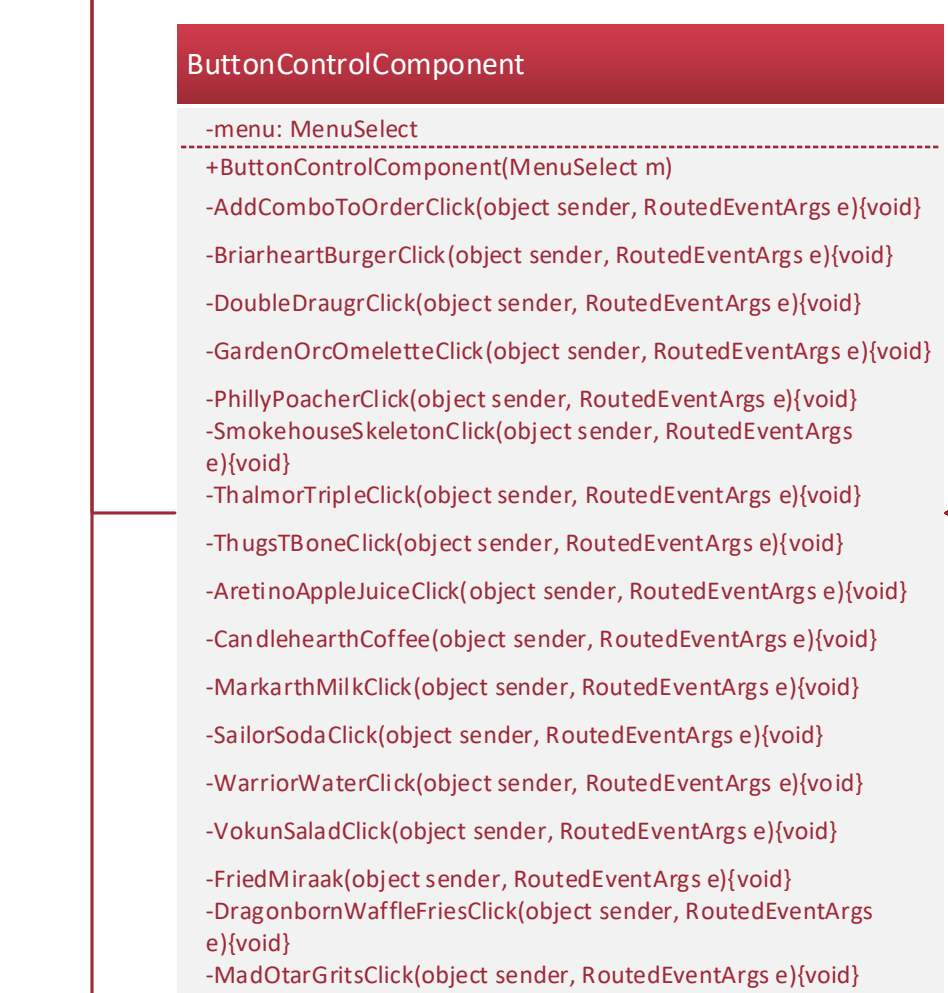 ButtonControlComponent
-menu: MenuSelect
+ButtonControlComponent(MenuSelect m)
-AddComboToOrderClick(object sender, RoutedEventArgs e){void}
-BriarheartBurgerClick(object sender, RoutedEventArgs e){void}
-DoubleDraugrClick(object sender, RoutedEventArgs e){void}
-GardenOrcOmeletteClick(object sender, RoutedEventArgs e){void}
-PhillyPoacherClick(object sender, RoutedEventArgs e){void}
-SmokehouseSkeletonClick(object sender, RoutedEventArgs
e){void}
-ThalmorTripleClick(object sender, RoutedEventArgs e){void}
-ThugsTBoneClick(object sender, RoutedEventArgs e){void}
-AretinoAppleJuiceClick(object sender, RoutedEventArgs e){void}
-CandlehearthCoffee(object sender, RoutedEventArgs e){void}
-MarkarthMilkClick(object sender, RoutedEventArgs e){void}
-SailorSodaClick(object sender, RoutedEventArgs e){void}
-WarriorWaterClick(object sender, RoutedEventArgs e){void}
-VokunSaladClick(object sender, RoutedEventArgs e){void}
-FriedMiraak(object sender, RoutedEventArgs e){void}
-DragonbornWaffleFriesClick(object sender, RoutedEventArgs
e){void}
-MadOtarGritsClick(object sender, RoutedEventArgs e){void}